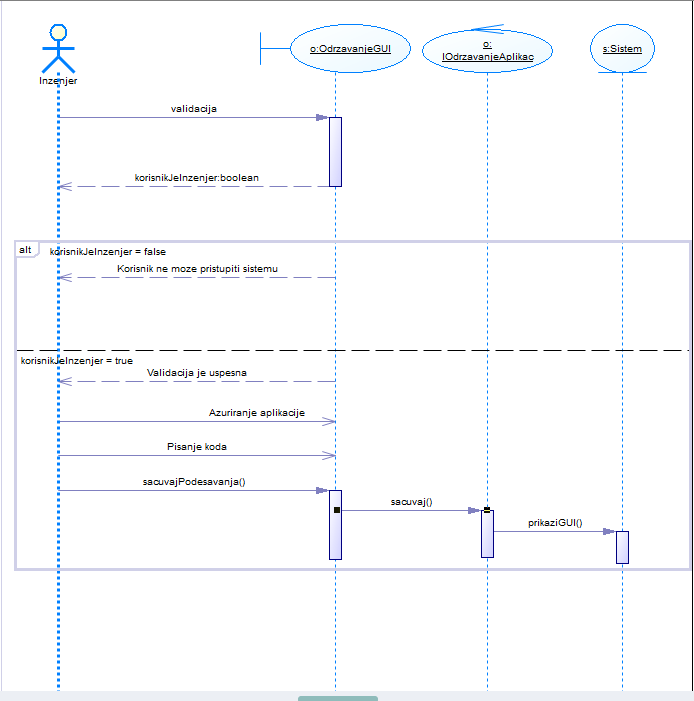 o:OdrzavanjeGUI
o:
IOdrzavanjeAplikac
s:Sistem
Inzenjer
validacija
korisnikJeInzenjer:boolean
alt
korisnikJeInzenjer = false
Korisnik ne moze pristupiti sistemu
korisnikJeInzenjer = true
Validacija je uspesna
Azuriranje aplikacije
Pisanje koda
sacuvajPodesavanja()
sacuvaj()
prikaziGUI()